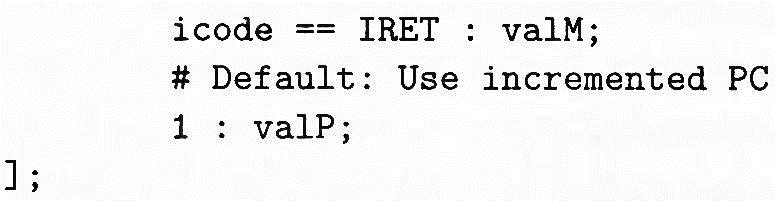 icode == IRET : valM;
# Default: Use incremented PC
1 : valP;
];